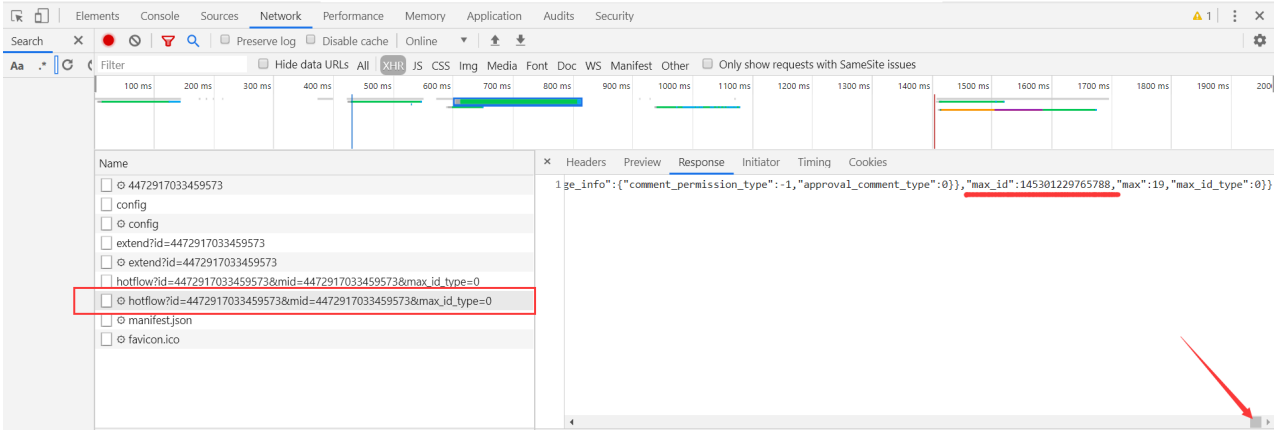 Elements Console Sources Network Performance Memory Application Audits Security 1
Search Preserve log Disable cache Online
Aa .* Filter Hide data URLs All XHR JS CSS Img Media Font Doc WS Manifest Other Only show requests with SameSite issues
100 ms 200 ms 300 ms 400 ms 500 ms 600 ms 700 ms 800 ms 900 ms 1000 ms 1100 ms 1200 ms 1300 ms 1400 ms 1500 ms 1600 ms 1700 ms 1800 ms 1900 ms 200
Name
4472917033459573
config
config
extend?id=4472917033459573
extend?id=4472917033459573
hotflow?id=4472917033459573&mid=4472917033459573&max_id_type=0
hotflow?id=4472917033459573&mid=4472917033459573&max_id_type=0
manifest.json
favicon.ico
Headers Preview Response Initiator Timing Cookies
1 ge_info":{"comment_permission_type":-1,"approval_comment_type":0}},"max_id":145301229765788,"max":19,"max_id_type":0}}